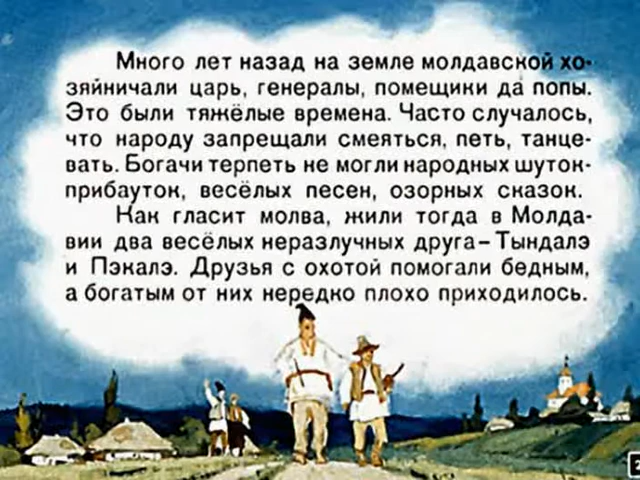 Много лет назад на земле молдавской хо-
зяйничали царь, генералы, помещики да попы.
Это были тяжёлые времена. Часто случалось,
что народу запрещали смеяться, петь, танце-
вать. Богачи терпеть не могли народных шуток-
прибауток, весёлых песен, озорных сказок.
Как гласит молва, жили тогда в Молда-
вии два весёлых неразлучных друга – Тындалэ
и Пэкалэ. Друзья с охотой помогали бедным,
а богатым от них нередко плохо приходилось.
2